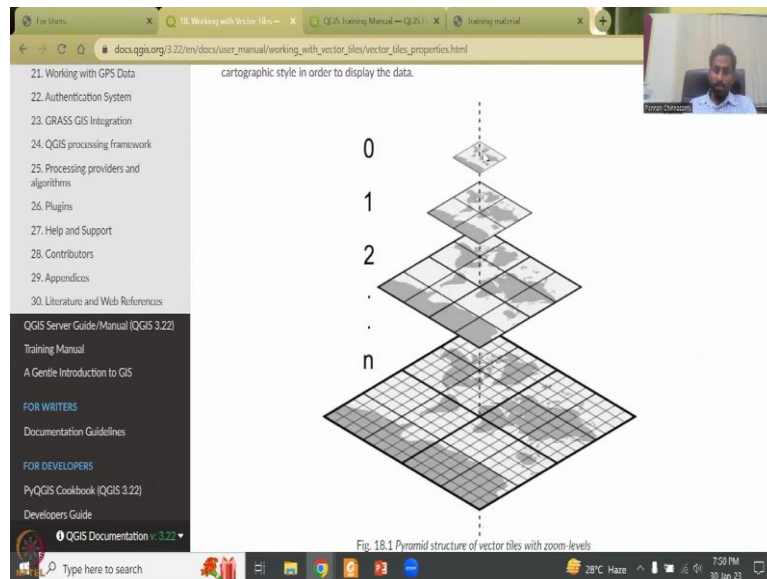 For Users
18. Working with Vector Tiles —
QGIS Training Manual — QGIS D
training material
docs.qgis.org/3.22/en/docs/user_manual/working_with_vector_tiles/vector_tiles_properties.html
21. Working with GPS Data
22. Authentication System
23. GRASS GIS Integration
24. QGIS processing framework
25. Processing providers and
algorithms
26. Plugins
27. Help and Support
28. Contributors
29. Appendices
30. Literature and Web References
QGIS Server Guide/Manual (QGIS 3.22)
Training Manual
A Gentle Introduction to GIS
FOR WRITERS
Documentation Guidelines
FOR DEVELOPERS
PyQGIS Cookbook (QGIS 3.22)
Developers Guide
QGIS Documentation v: 3.22
cartographic style in order to display the data.
0
1
2
.
.
n
Fig. 18.1 Pyramid structure of vector tiles with zoom-levels
Pennan Chinnasamy
NPTEL
Type here to search
28°C Haze
7:50 PM
30 Jan 23